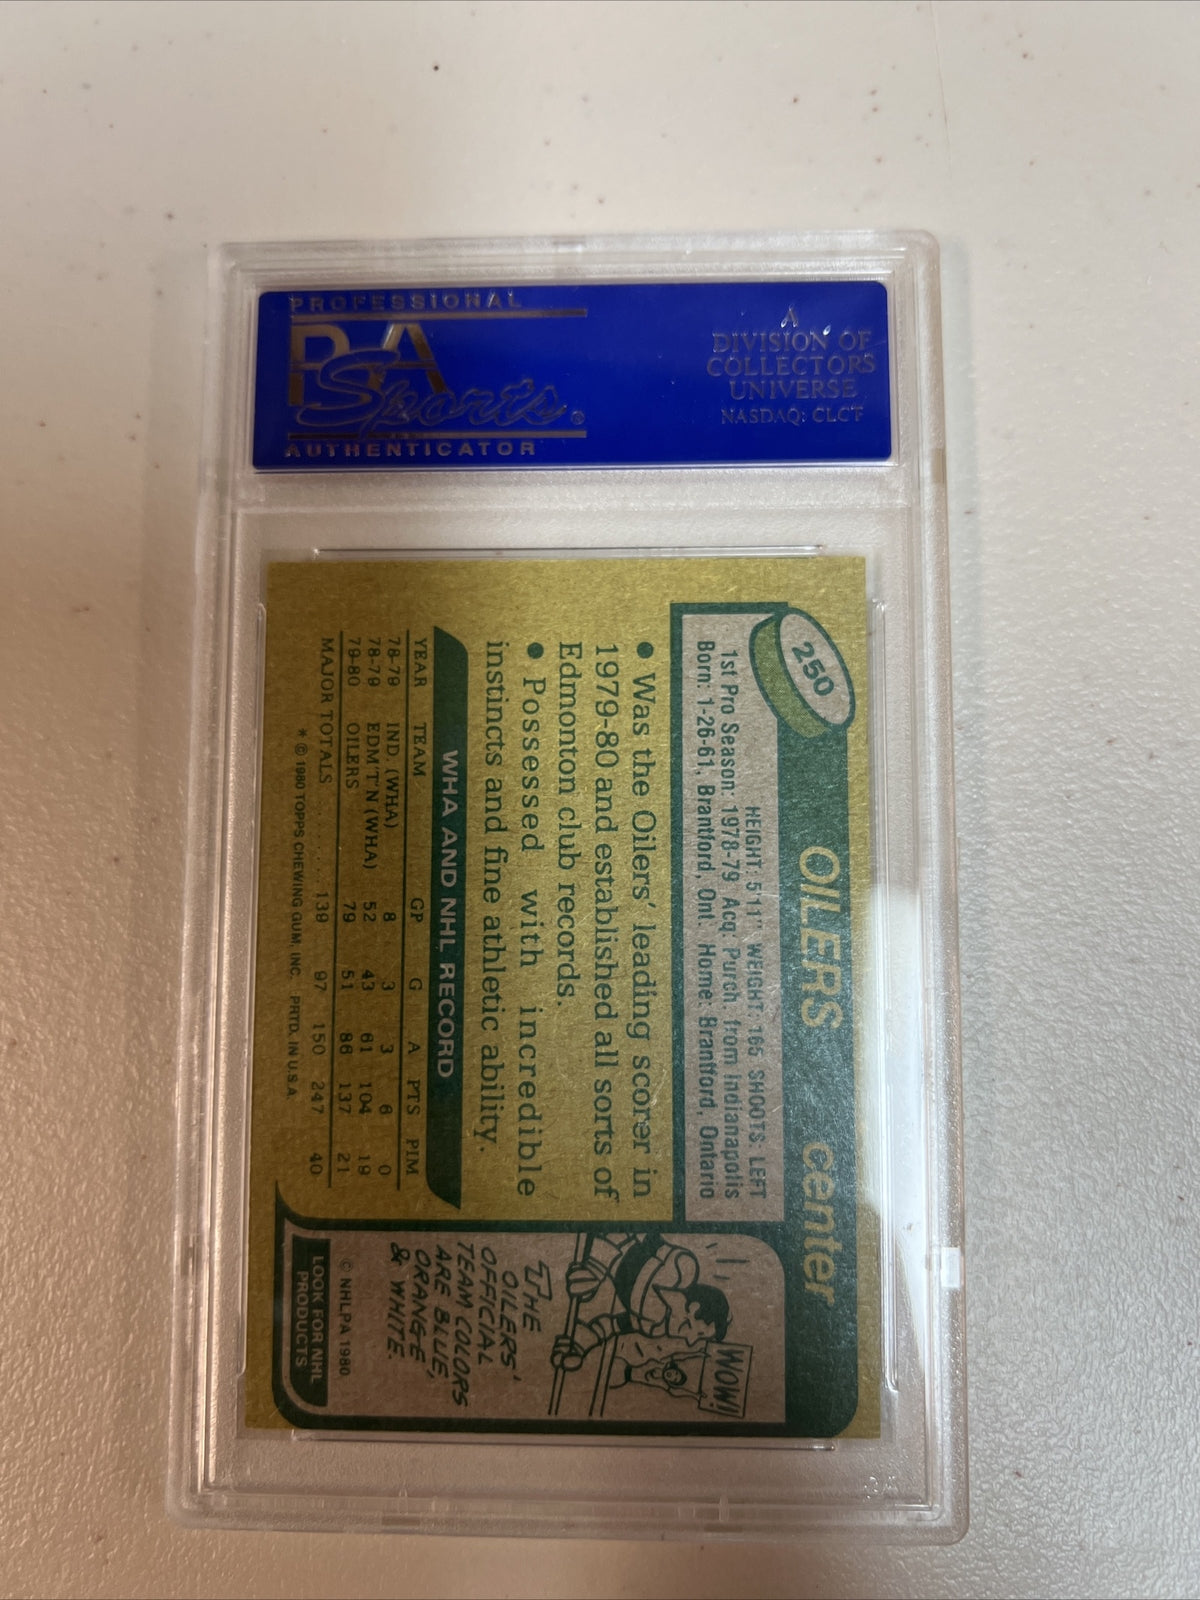 PROFESSIONAL
PSA
Sports
AUTHENTICATOR
A
DIVISION OF
COLLECTORS
UNIVERSE
NASDAQ: CLCT
250
OILERS center
HEIGHT: 5'11" WEIGHT: 165 SHOOTS: LEFT
1st Pro Season: 1978-79 Acq: Purch. from Indianapolis
Born: 1-26-61, Brantford, Ont. Home: Brantford, Ontario
● Was the Oilers' leading scorer in
1979-80 and established all sorts of
Edmonton club records.
● Possessed with incredible
instincts and fine athletic ability.
WHA AND NHL RECORD
YEAR TEAM GP G A PTS PIM
78-79 IND. (WHA) 8 3 3 6 0
78-79 EDM'T'N (WHA) 52 43 61 104 19
79-80 OILERS 79 51 86 137 21
MAJOR TOTALS ........ 139 97 150 247 40
* © 1980 TOPPS CHEWING GUM, INC. PRTD. IN U.S.A.
WOW!
THE
OILERS'
OFFICIAL
TEAM COLORS
ARE BLUE,
ORANGE
& WHITE.
© NHLPA 1980
LOOK FOR NHL
PRODUCTS